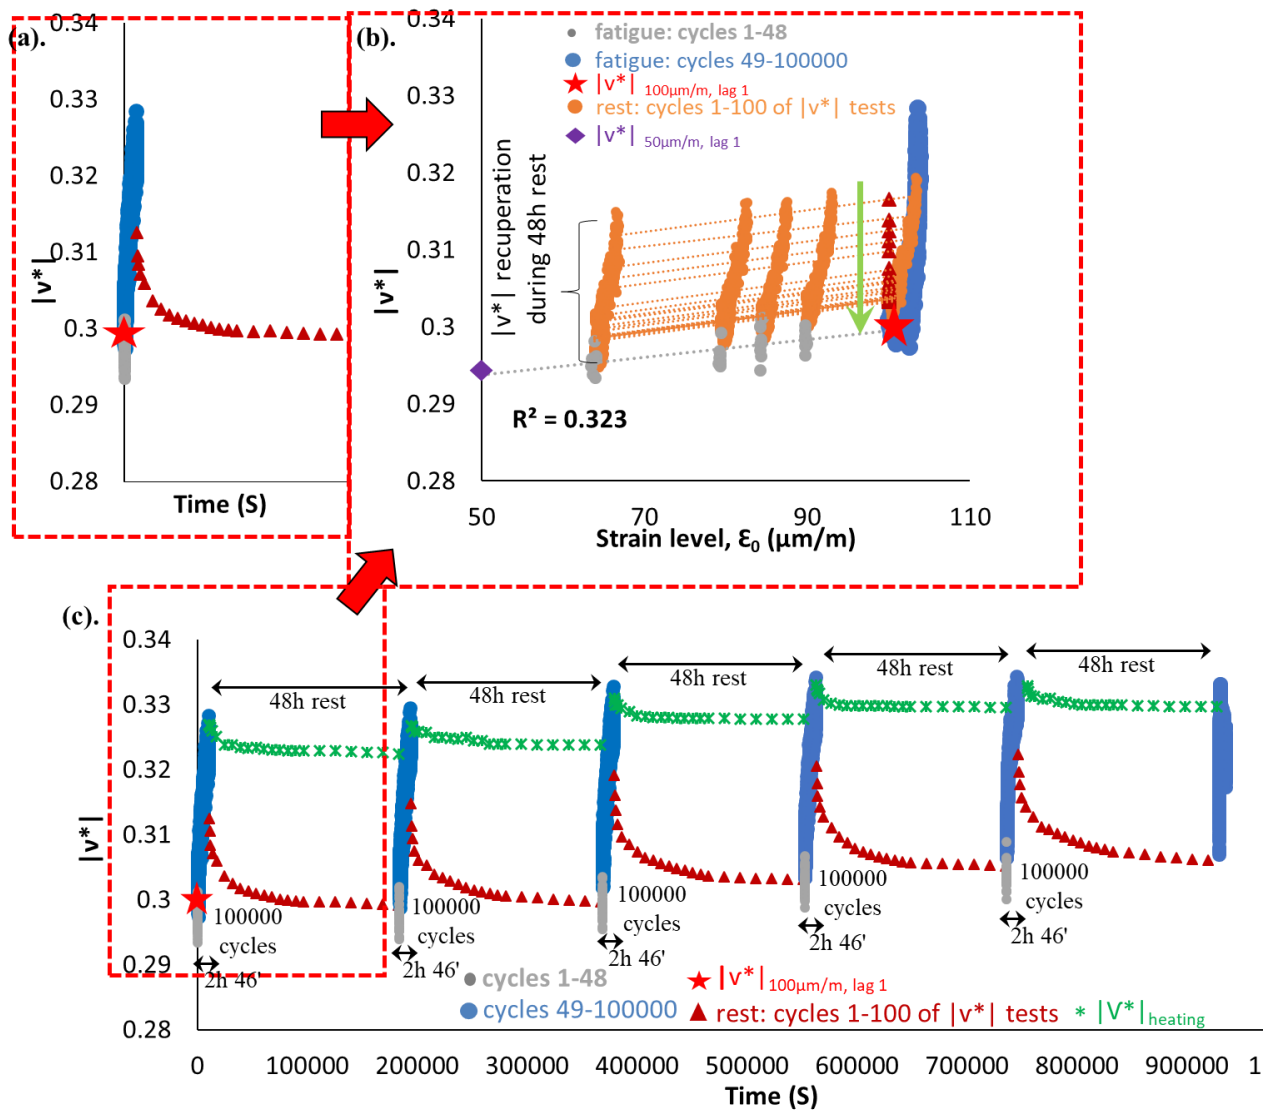 (a).
0.34
0.33
0.32
0.31
0.3
0.29
0.28
|v*|
Time (S)
(b).
0.34
0.33
0.32
0.31
0.3
0.29
0.28
|v*|
fatigue: cycles 1-48
fatigue: cycles 49-100000
|v*| 100µm/m, lag 1
rest: cycles 1-100 of |v*| tests
|v*| 50µm/m, lag 1
|v*| recuperation
during 48h rest
R² = 0.323
50 70 90 110
Strain level, Ɛ0 (µm/m)
(c).
0.34
0.33
0.32
0.31
0.3
0.29
0.28
|v*|
48h rest
48h rest
48h rest
48h rest
48h rest
100000
cycles
2h 46'
100000
cycles
2h 46'
100000
cycles
2h 46'
100000
cycles
2h 46'
100000
cycles
2h 46'
cycles 1-48
|v*| 100µm/m, lag 1
cycles 49-100000
rest: cycles 1-100 of |v*| tests
|V*| heating
0 100000 200000 300000 400000 500000 600000 700000 800000 900000 1
Time (S)